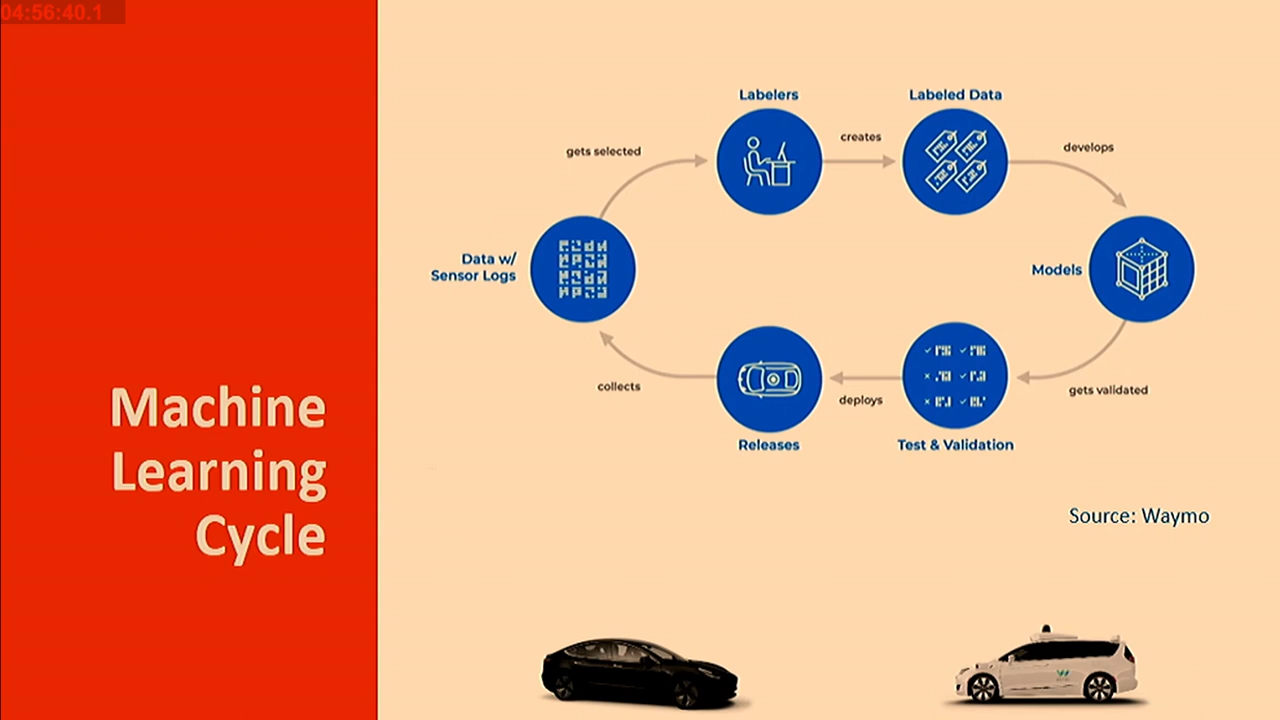 04:56:40.1
Machine
Learning
Cycle
Labelers
Labeled Data
gets selected
creates
develops
Data w/
Sensor Logs
Models
collects
deploys
gets validated
Releases
Test & Validation
Source: Waymo